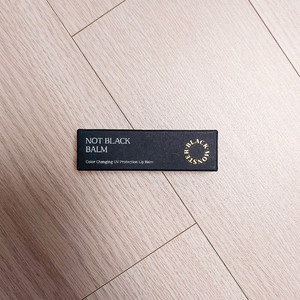 NOT BLACK
BALM
Color Changing UV Protection Lip Balm
BLACK MONSTER